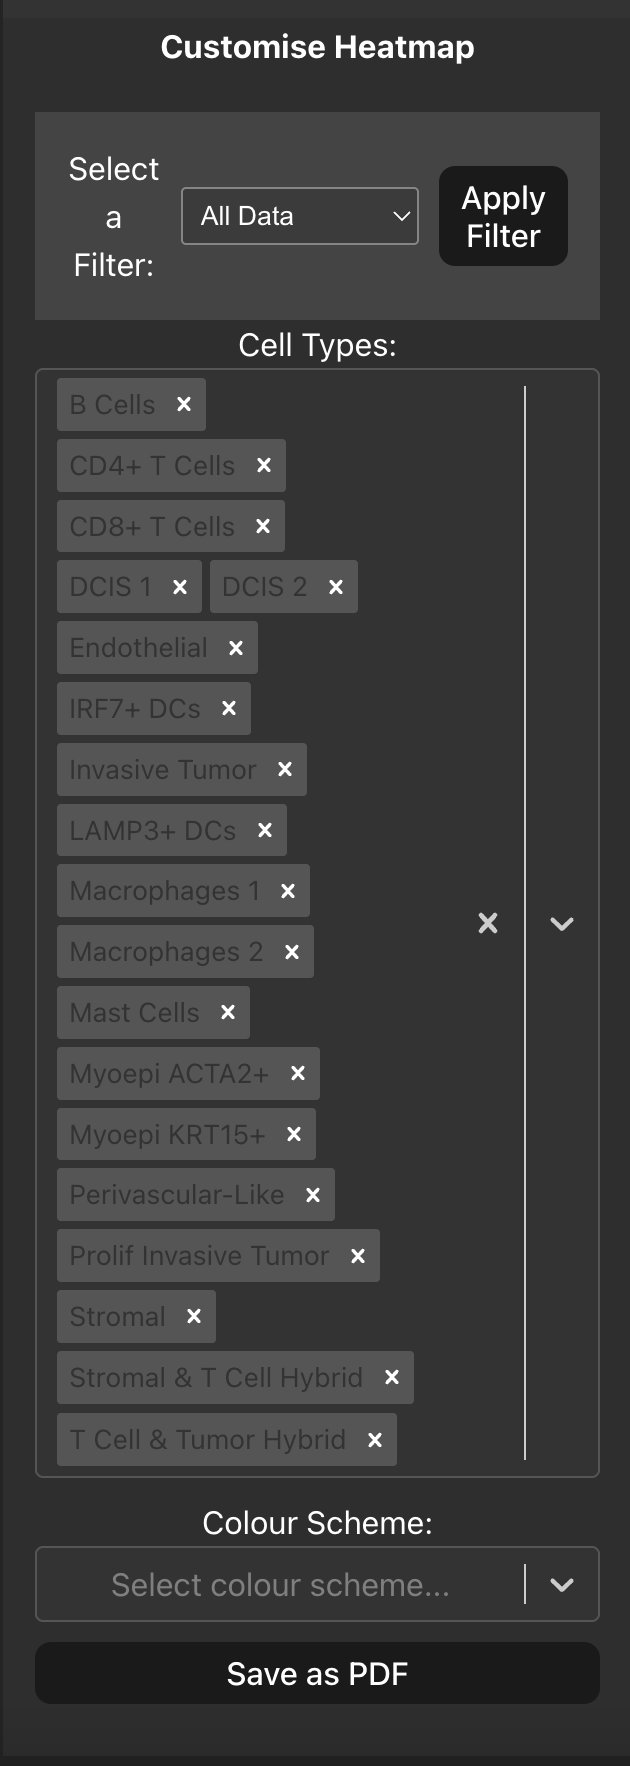 Customise Heatmap
Select
a
Filter:
All Data
Apply
Filter
Cell Types:
B Cells
CD4+ T Cells
CD8+ T Cells
DCIS 1 DCIS 2
Endothelial
IRF7+ DCs
Invasive Tumor
LAMP3+ DCs
Macrophages 1
Macrophages 2
Mast Cells
Myoepi ACTA2+
Myoepi KRT15+
Perivascular-Like
Prolif Invasive Tumor
Stromal
Stromal & T Cell Hybrid
T Cell & Tumor Hybrid
Colour Scheme:
Select colour scheme...
Save as PDF